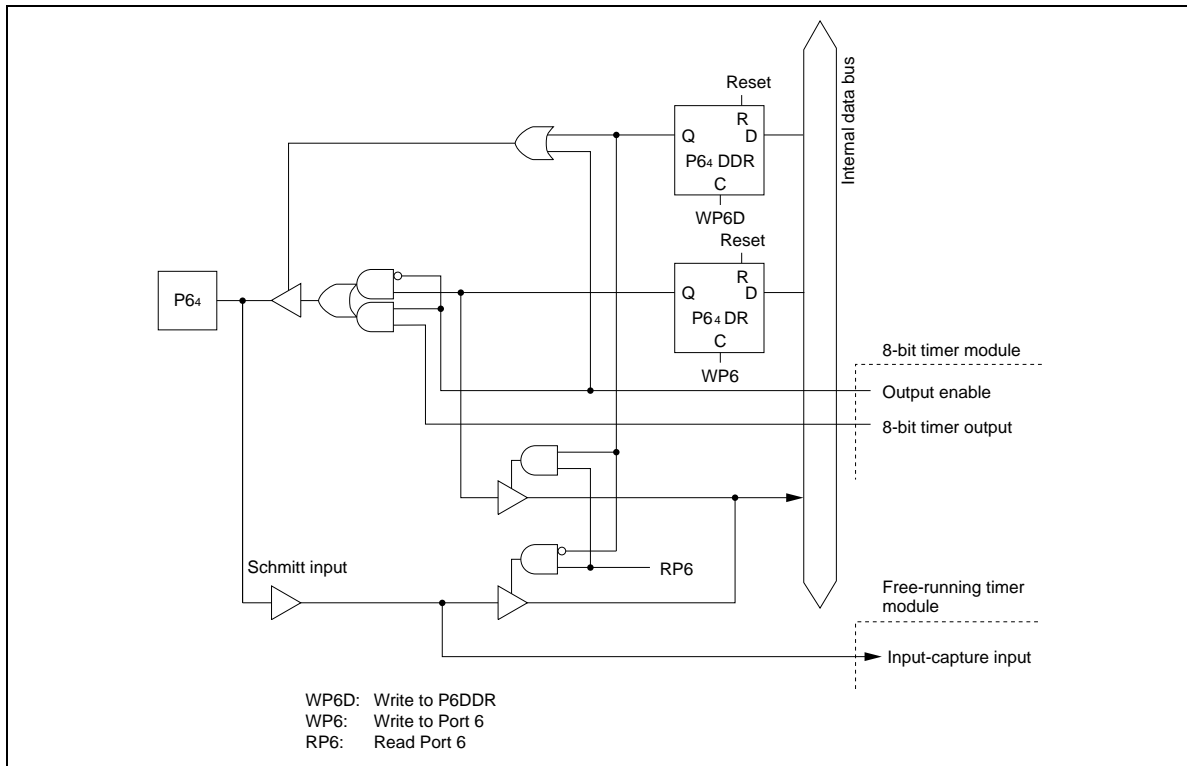 Reset
R
Q
D
P6₄ DDR
C
WP6D
Internal data bus
Reset
R
Q
D
P6₄ DR
C
WP6
P6₄
8-bit timer module
Output enable
8-bit timer output
Schmitt input
RP6
Free-running timer
module
Input-capture input
WP6D: Write to P6DDR
WP6: Write to Port 6
RP6: Read Port 6